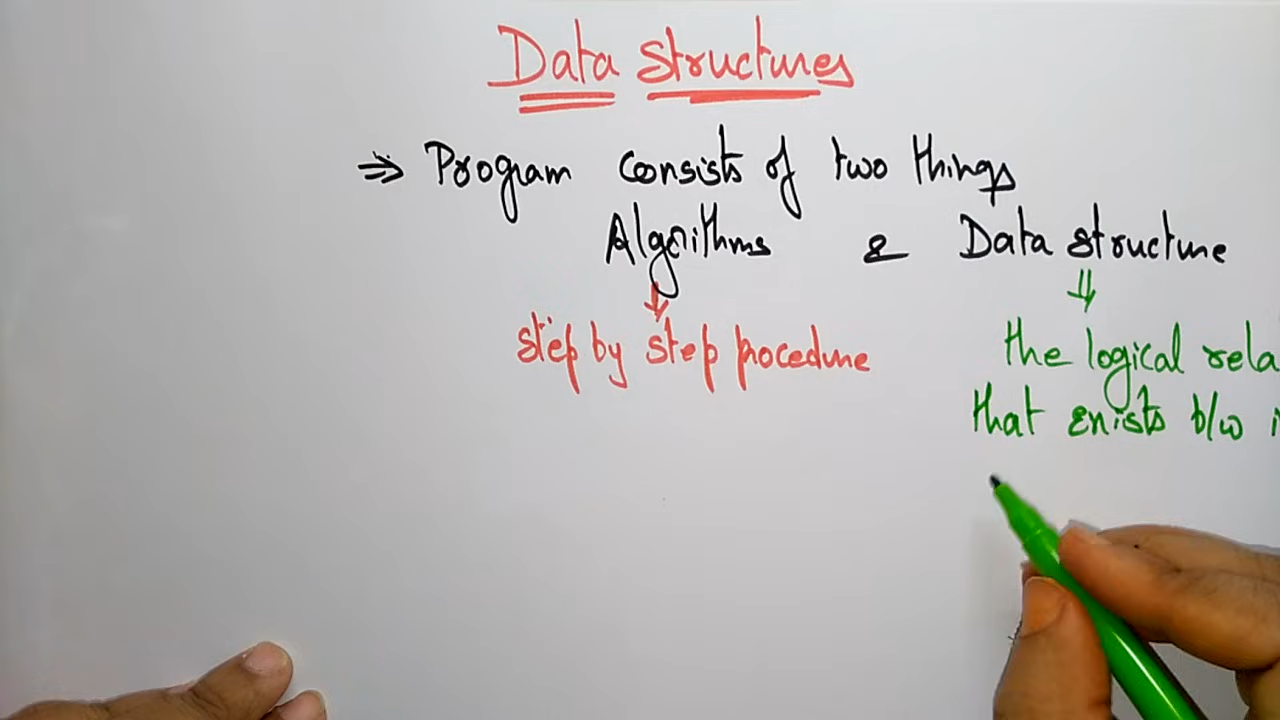 Data structures
⇒ Program consists of two things
Algorithms & Data structure
↓ ⇓
step by step procedure
the logical rela
that exists b/w i